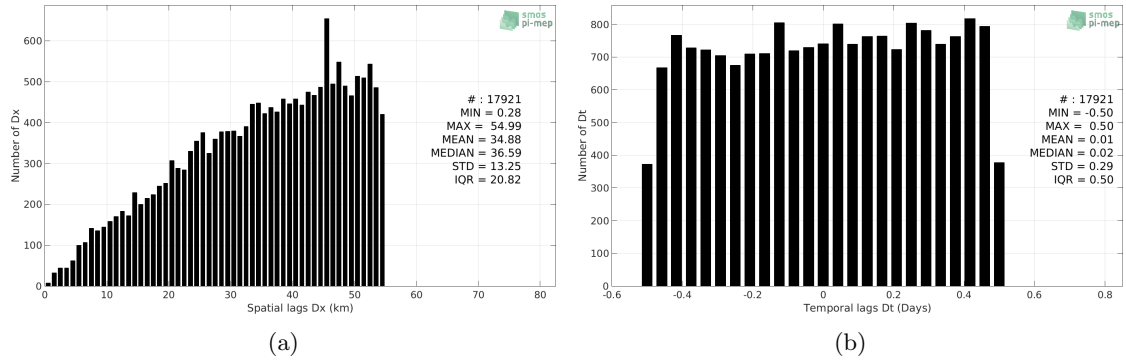 smos
pi-mep
600
500
400
300
200
100
0
Number of Dx
# : 17921
MIN = 0.28
MAX = 54.99
MEAN = 34.88
MEDIAN = 36.59
STD = 13.25
IQR = 20.82
0 10 20 30 40 50 60 70 80
Spatial lags Dx (km)
(a)
smos
pi-mep
800
700
600
500
400
300
200
100
0
Number of Dt
# : 17921
MIN = -0.50
MAX = 0.50
MEAN = 0.01
MEDIAN = 0.02
STD = 0.29
IQR = 0.50
-0.6 -0.4 -0.2 0 0.2 0.4 0.6 0.8
Temporal lags Dt (Days)
(b)